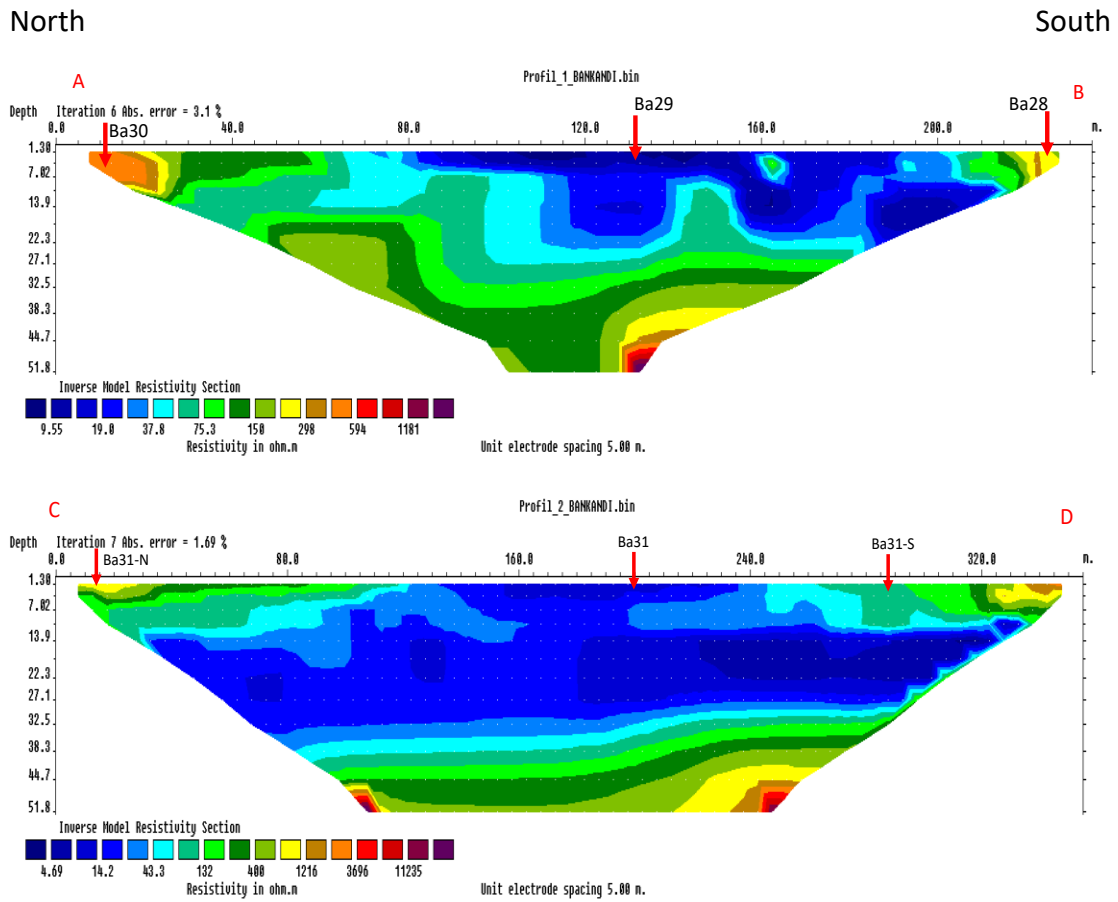 North South
A B
Profil_1_BANKANDI.bin
Ba30 Ba29 Ba28
Depth Iteration 6 Abs. error = 3.1 %
0.0 40.0 80.0 120.0 160.0 200.0 m.
1.30
7.02
13.9
22.3
27.1
32.5
38.3
44.7
51.8
Inverse Model Resistivity Section
9.55 19.0 37.8 75.3 150 298 594 1181
Resistivity in ohm.m Unit electrode spacing 5.00 m.
C D
Profil_2_BANKANDI.bin
Depth Iteration 7 Abs. error = 1.69 %
Ba31-N Ba31 Ba31-S
0.0 80.0 160.0 240.0 320.0 m.
1.30
7.02
13.9
22.3
27.1
32.5
38.3
44.7
51.8
Inverse Model Resistivity Section
4.69 14.2 43.3 132 400 1216 3696 11235
Resistivity in ohm.m Unit electrode spacing 5.00 m.